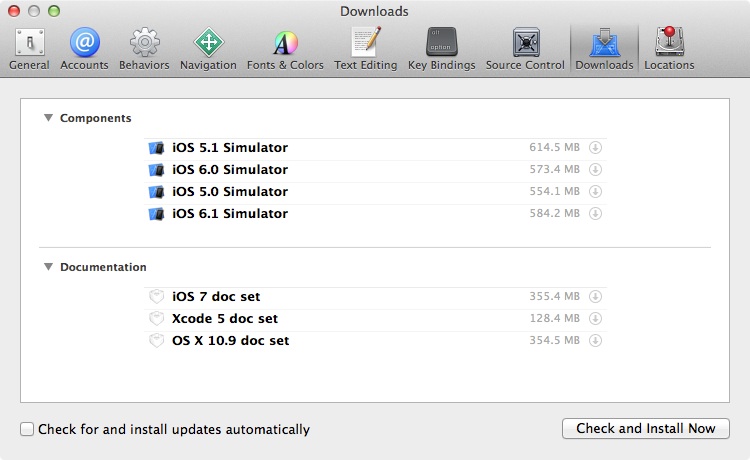 Downloads
General Accounts Behaviors Navigation Fonts & Colors Text Editing Key Bindings Source Control Downloads Locations
Components
iOS 5.1 Simulator 614.5 MB
iOS 6.0 Simulator 573.4 MB
iOS 5.0 Simulator 554.1 MB
iOS 6.1 Simulator 584.2 MB
Documentation
iOS 7 doc set 355.4 MB
Xcode 5 doc set 128.4 MB
OS X 10.9 doc set 354.5 MB
Check for and install updates automatically Check and Install Now